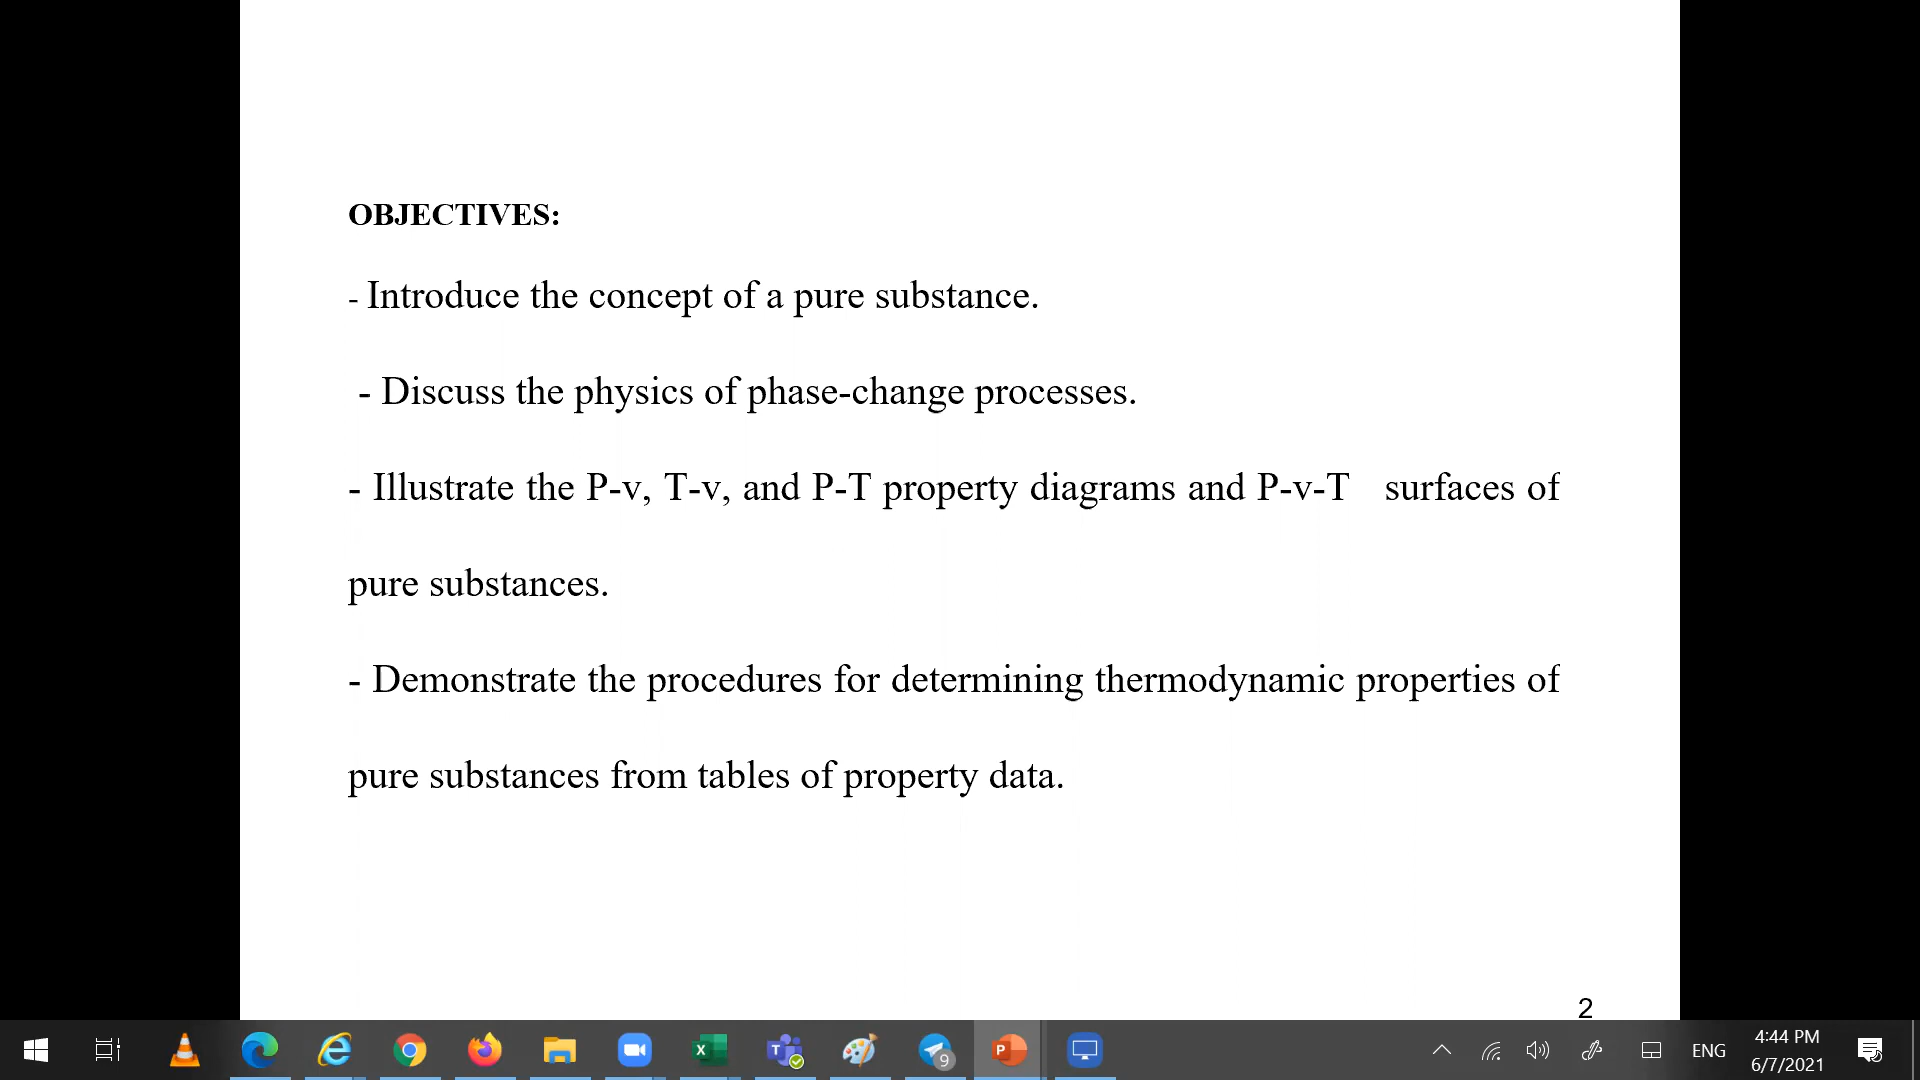 OBJECTIVES:
- Introduce the concept of a pure substance.
- Discuss the physics of phase-change processes.
- Illustrate the P-v, T-v, and P-T property diagrams and P-v-T surfaces of
pure substances.
- Demonstrate the procedures for determining thermodynamic properties of
pure substances from tables of property data.
2
9
ENG
4:44 PM
6/7/2021